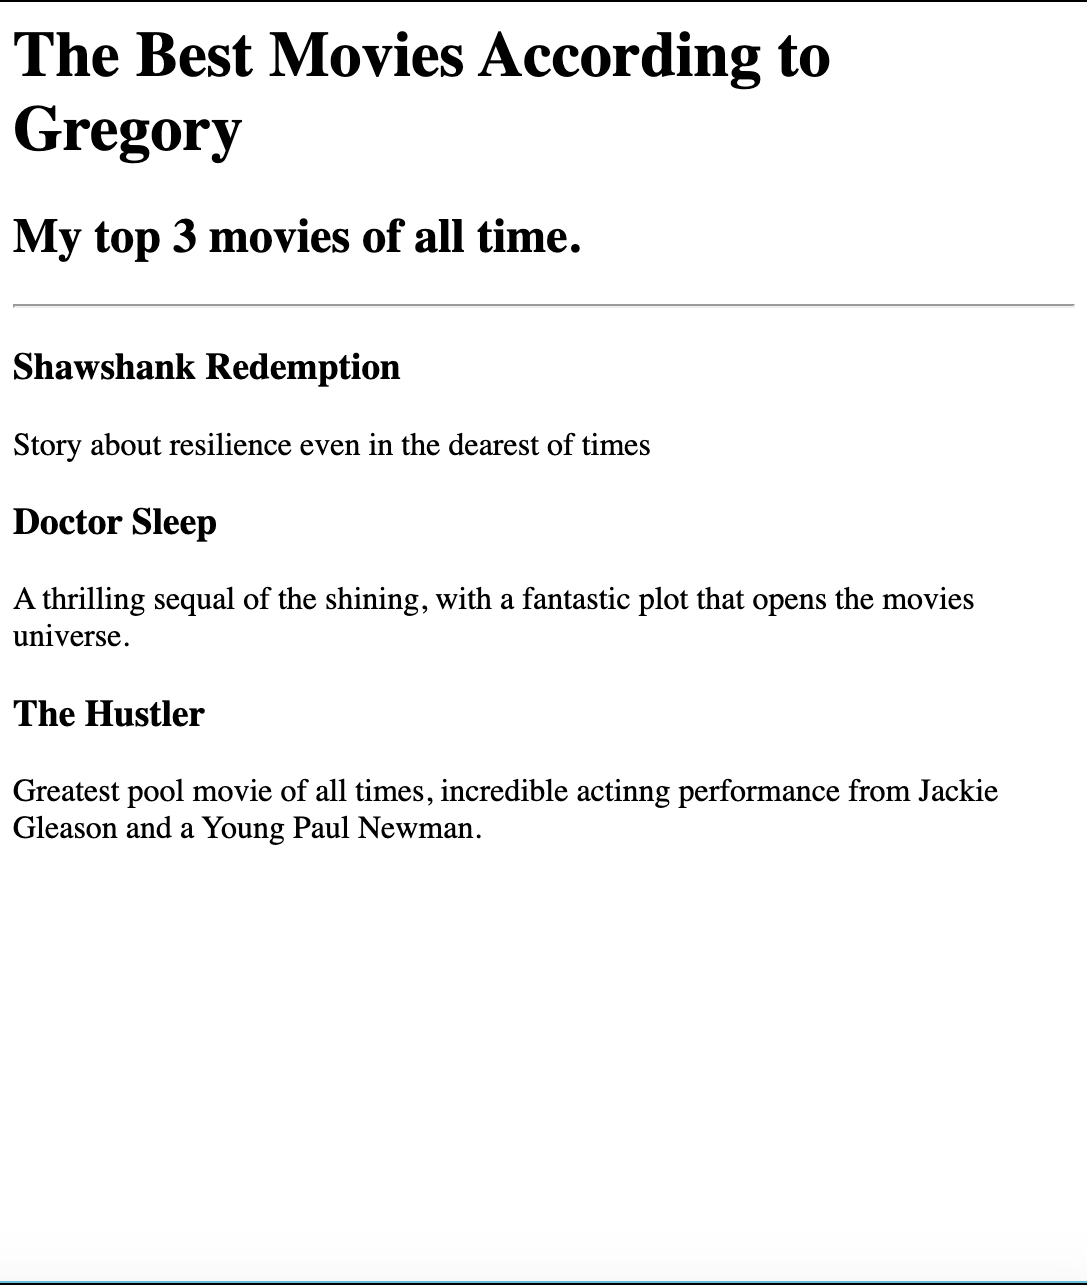 The Best Movies According to
Gregory
My top 3 movies of all time.
Shawshank Redemption
Story about resilience even in the dearest of times
Doctor Sleep
A thrilling sequal of the shining, with a fantastic plot that opens the movies
universe.
The Hustler
Greatest pool movie of all times, incredible actinng performance from Jackie
Gleason and a Young Paul Newman.